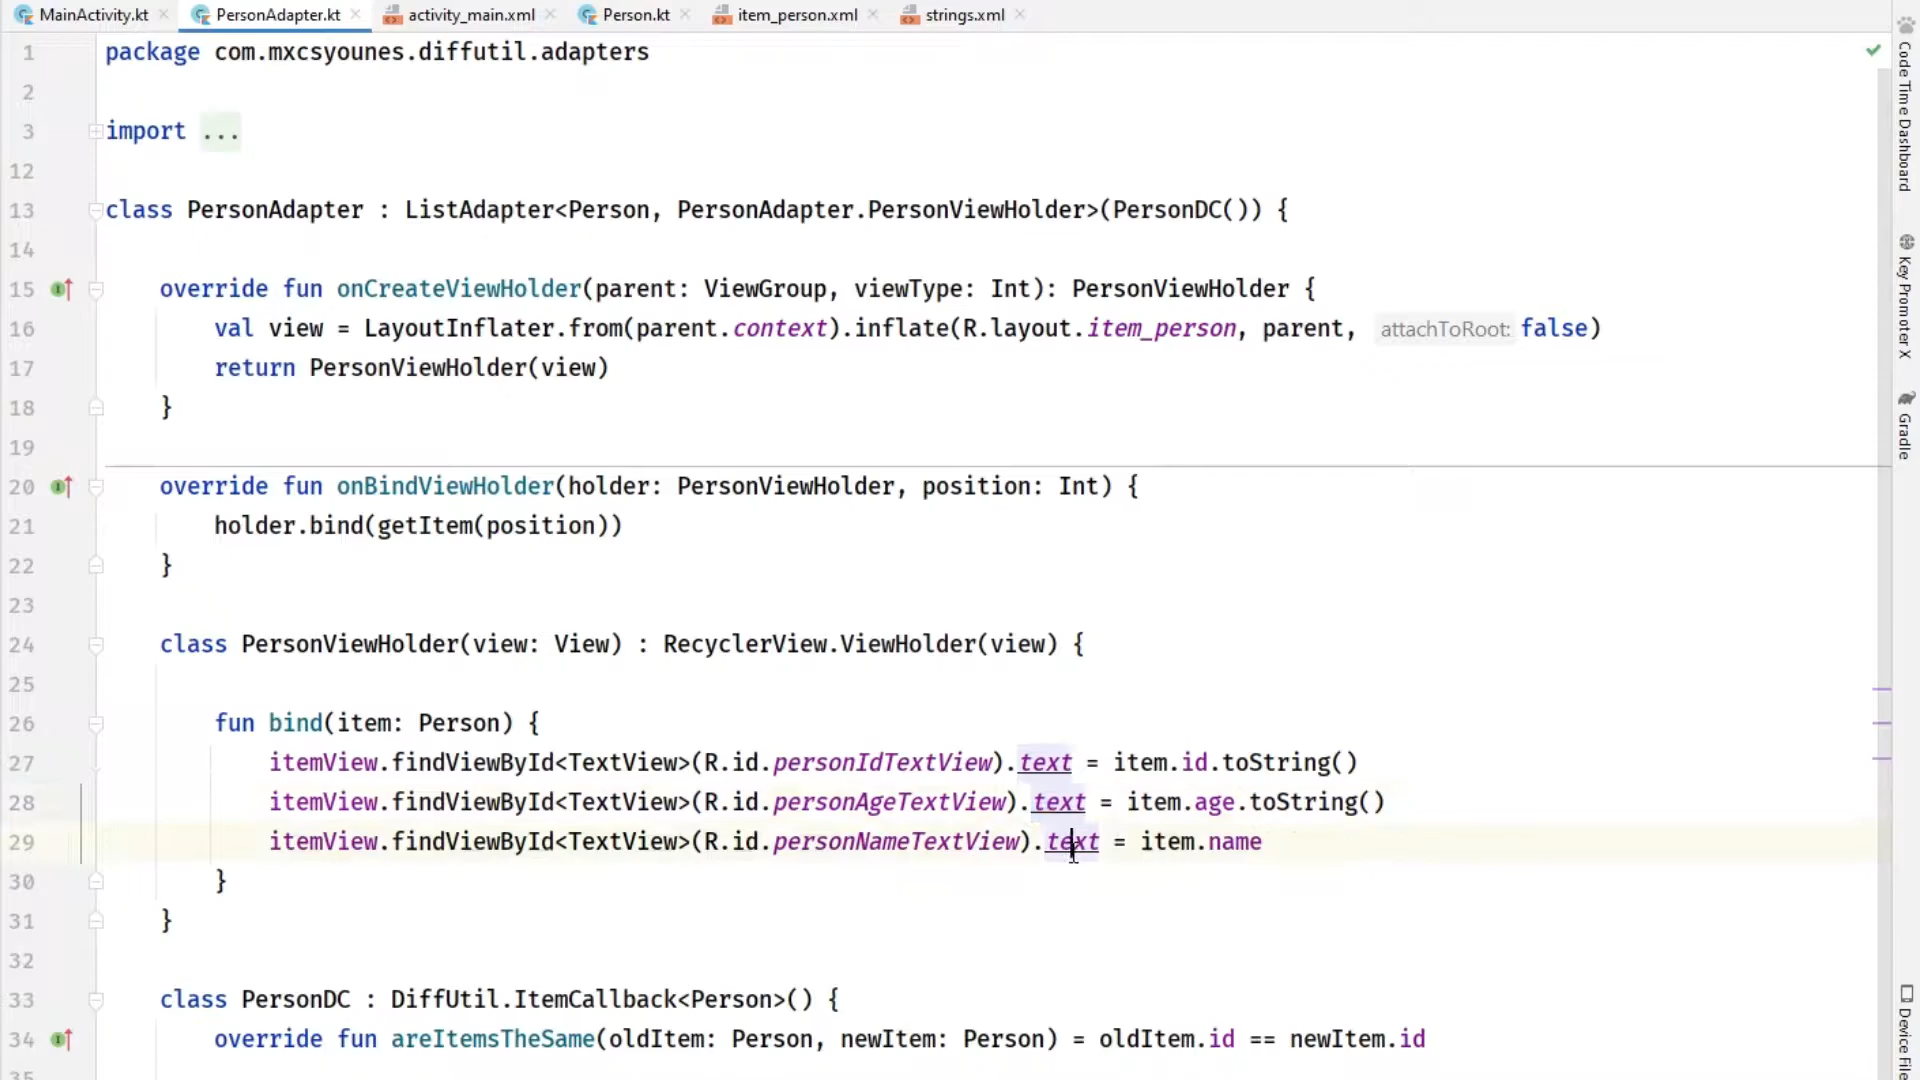 MainActivity.kt PersonAdapter.kt activity_main.xml Person.kt item_person.xml strings.xml
1 package com.mxcsyounes.diffutil.adapters
2
3 import ...
12
13 class PersonAdapter : ListAdapter<Person, PersonAdapter.PersonViewHolder>(PersonDC()) {
14
15 override fun onCreateViewHolder(parent: ViewGroup, viewType: Int): PersonViewHolder {
16 val view = LayoutInflater.from(parent.context).inflate(R.layout.item_person, parent, attachToRoot: false)
17 return PersonViewHolder(view)
18 }
19
20 override fun onBindViewHolder(holder: PersonViewHolder, position: Int) {
21 holder.bind(getItem(position))
22 }
23
24 class PersonViewHolder(view: View) : RecyclerView.ViewHolder(view) {
25
26 fun bind(item: Person) {
27 itemView.findViewById<TextView>(R.id.personIdTextView).text = item.id.toString()
28 itemView.findViewById<TextView>(R.id.personAgeTextView).text = item.age.toString()
29 itemView.findViewById<TextView>(R.id.personNameTextView).text = item.name
30 }
31 }
32
33 class PersonDC : DiffUtil.ItemCallback<Person>() {
34 override fun areItemsTheSame(oldItem: Person, newItem: Person) = oldItem.id == newItem.id
35
Code Time Dashboard
Key Promoter X
Gradle
Device File